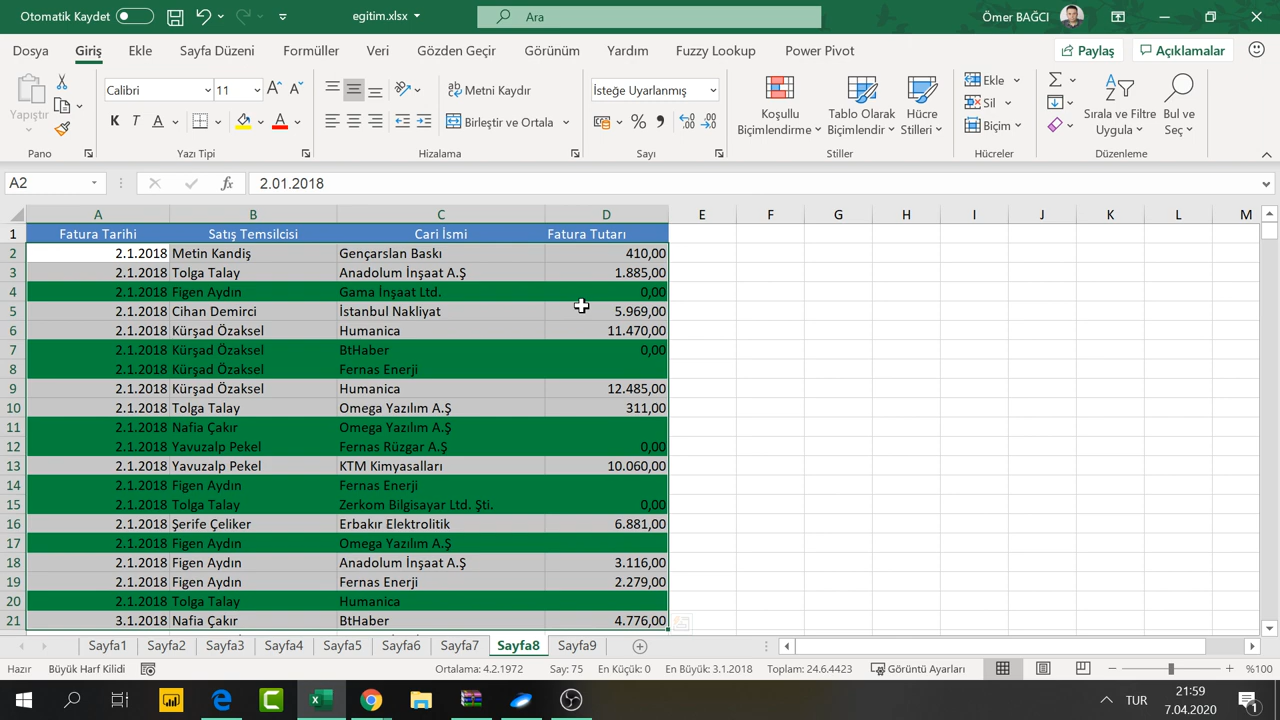 Otomatik Kaydet
egitim.xlsx
Ara
Ömer BAĞCI
Dosya Giriş Ekle Sayfa Düzeni Formüller Veri Gözden Geçir Görünüm Yardım Fuzzy Lookup Power Pivot Paylaş Açıklamalar
Yapıştır
Pano
Calibri 11
K T A
Yazı Tipi
Metni Kaydır
Birleştir ve Ortala
Hizalama
İsteğe Uyarlanmış
Sayı
Koşullu Biçimlendirme
Tablo Olarak Biçimlendir
Hücre Stilleri
Stiller
Ekle
Sil
Biçim
Hücreler
Sırala ve Filtre Uygula
Bul ve Seç
Düzenleme
A2 fx 2.01.2018
A B C D E F G H I J K L M
1 Fatura Tarihi Satış Temsilcisi Cari İsmi Fatura Tutarı
2 2.1.2018 Metin Kandiş Gençarslan Baskı 410,00
3 2.1.2018 Tolga Talay Anadolum İnşaat A.Ş 1.885,00
4 2.1.2018 Figen Aydın Gama İnşaat Ltd. 0,00
5 2.1.2018 Cihan Demirci İstanbul Nakliyat 5.969,00
6 2.1.2018 Kürşad Özaksel Humanica 11.470,00
7 2.1.2018 Kürşad Özaksel BtHaber 0,00
8 2.1.2018 Kürşad Özaksel Fernas Enerji
9 2.1.2018 Kürşad Özaksel Humanica 12.485,00
10 2.1.2018 Tolga Talay Omega Yazılım A.Ş 311,00
11 2.1.2018 Nafia Çakır Omega Yazılım A.Ş
12 2.1.2018 Yavuzalp Pekel Fernas Rüzgar A.Ş 0,00
13 2.1.2018 Yavuzalp Pekel KTM Kimyasalları 10.060,00
14 2.1.2018 Figen Aydın Fernas Enerji
15 2.1.2018 Tolga Talay Zerkom Bilgisayar Ltd. Şti. 0,00
16 2.1.2018 Şerife Çeliker Erbakır Elektrolitik 6.881,00
17 2.1.2018 Figen Aydın Omega Yazılım A.Ş
18 2.1.2018 Figen Aydın Anadolum İnşaat A.Ş 3.116,00
19 2.1.2018 Figen Aydın Fernas Enerji 2.279,00
20 2.1.2018 Tolga Talay Humanica
21 3.1.2018 Nafia Çakır BtHaber 4.776,00
Sayfa1 Sayfa2 Sayfa3 Sayfa4 Sayfa5 Sayfa6 Sayfa7 Sayfa8 Sayfa9
Hazır Büyük Harf Kilidi Ortalama: 4.2.1972 Say: 75 En Küçük: 0 En Büyük: 3.1.2018 Toplam: 24.6.4423 Görüntü Ayarları %100
TUR
21:59
7.04.2020
1